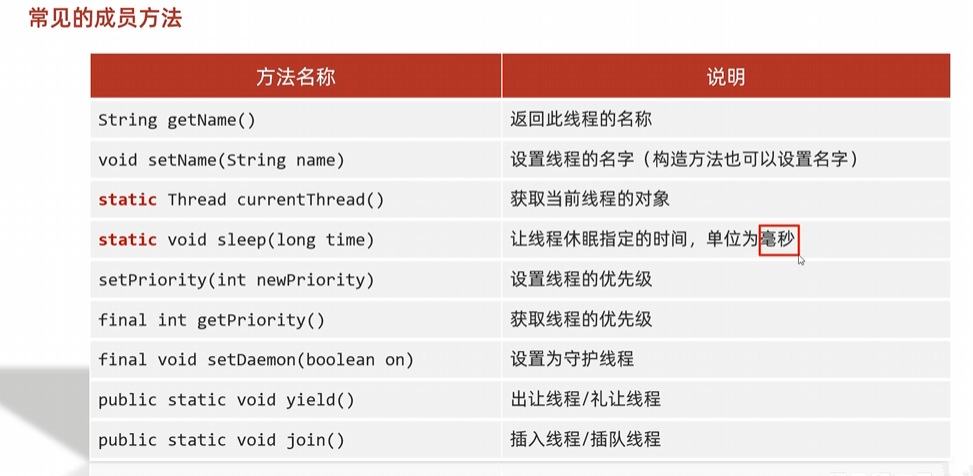 常见的成员方法
方法名称 说明
String getName() 返回此线程的名称
void setName(String name) 设置线程的名字（构造方法也可以设置名字）
static Thread currentThread() 获取当前线程的对象
static void sleep(long time) 让线程休眠指定的时间，单位为毫秒
setPriority(int newPriority) 设置线程的优先级
final int getPriority() 获取线程的优先级
final void setDaemon(boolean on) 设置为守护线程
public static void yield() 出让线程/礼让线程
public static void join() 插入线程/插队线程